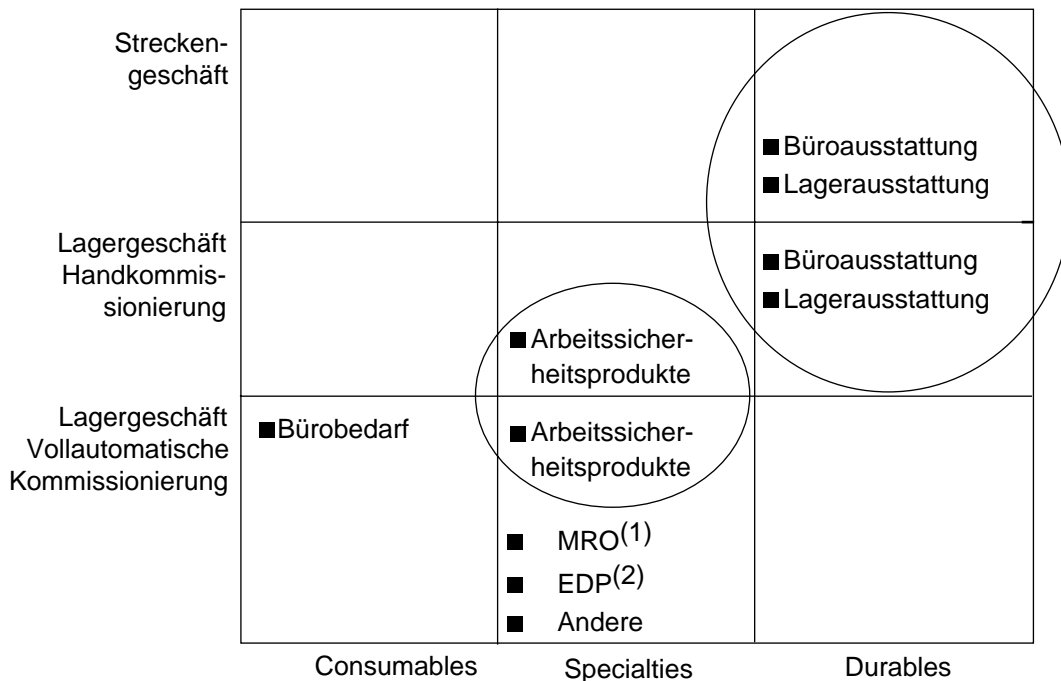 Strecken-
geschäft
■ Büroausstattung
■ Lagerausstattung
Lagergeschäft
Handkommis-
sionierung
■ Büroausstattung
■ Lagerausstattung
■ Arbeitssicher-
heitsprodukte
Lagergeschäft
Vollautomatische
Kommissionierung
■ Bürobedarf
■ Arbeitssicher-
heitsprodukte
■ MRO(1)
■ EDP(2)
■ Andere
Consumables
Specialties
Durables